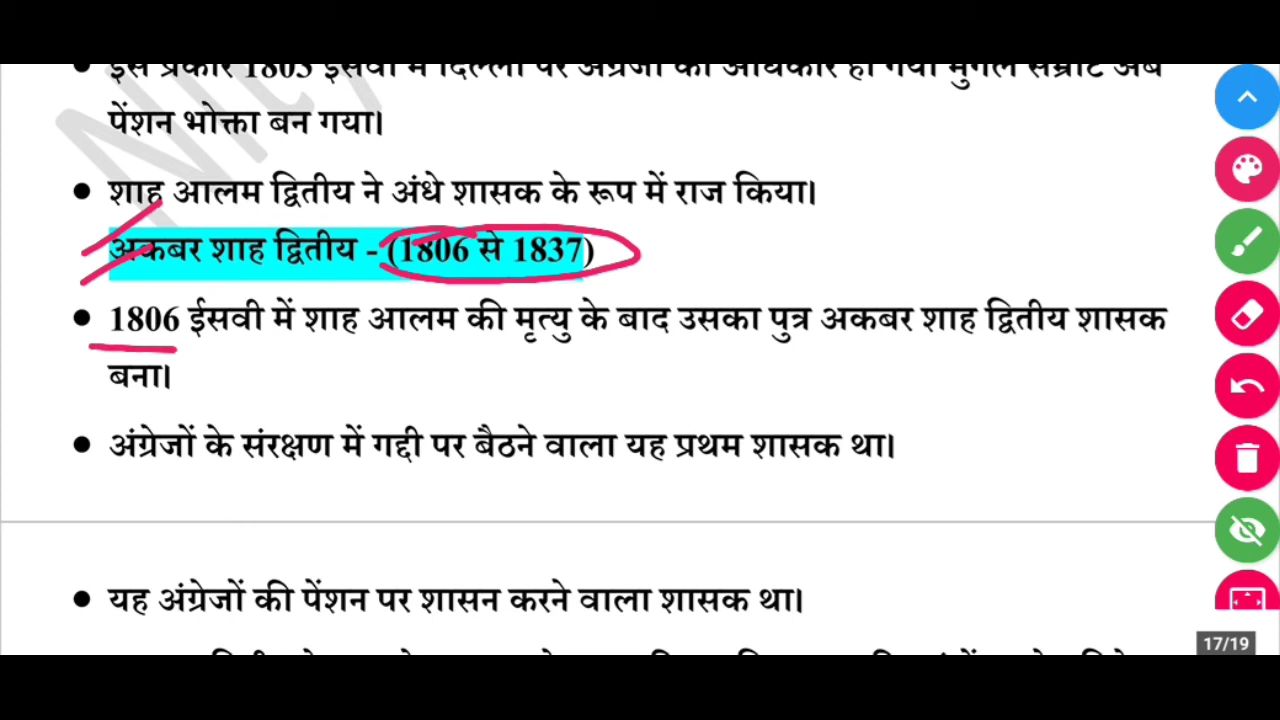 इस प्रकार 1803 ईसवी में दिल्ली पर अंग्रेजों का अधिकार हो गया मुगल सम्राट अब
पेंशन भोक्ता बन गया।
● शाह आलम द्वितीय ने अंधे शासक के रूप में राज किया।
अकबर शाह द्वितीय - (1806 से 1837)
● 1806 ईसवी में शाह आलम की मृत्यु के बाद उसका पुत्र अकबर शाह द्वितीय शासक
बना।
● अंग्रेजों के संरक्षण में गद्दी पर बैठने वाला यह प्रथम शासक था।
● यह अंग्रेजों की पेंशन पर शासन करने वाला शासक था।
17/19